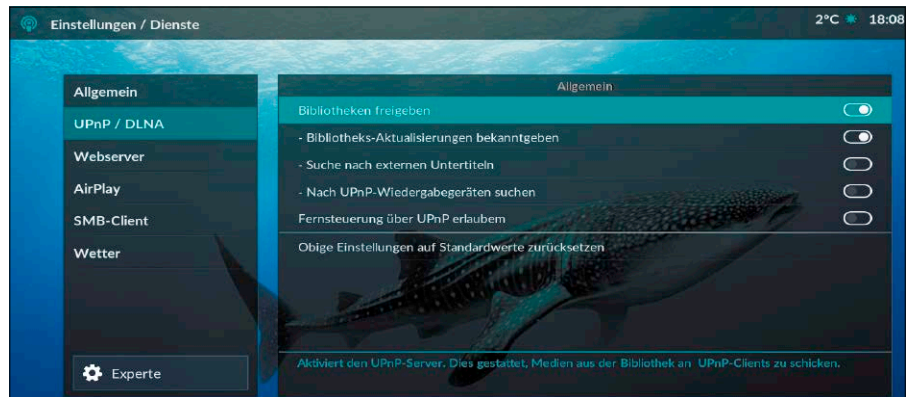 Einstellungen / Dienste
2°C 18:08
Allgemein
UPnP / DLNA
Webserver
AirPlay
SMB-Client
Wetter
Experte
Allgemein
Bibliotheken freigeben
- Bibliotheks-Aktualisierungen bekanntgeben
- Suche nach externen Untertiteln
- Nach UPnP-Wiedergabegeräten suchen
Fernsteuerung über UPnP erlaubem
Obige Einstellungen auf Standardwerte zurücksetzen
Aktiviert den UPnP-Server. Dies gestattet, Medien aus der Bibliothek an UPnP-Clients zu schicken.